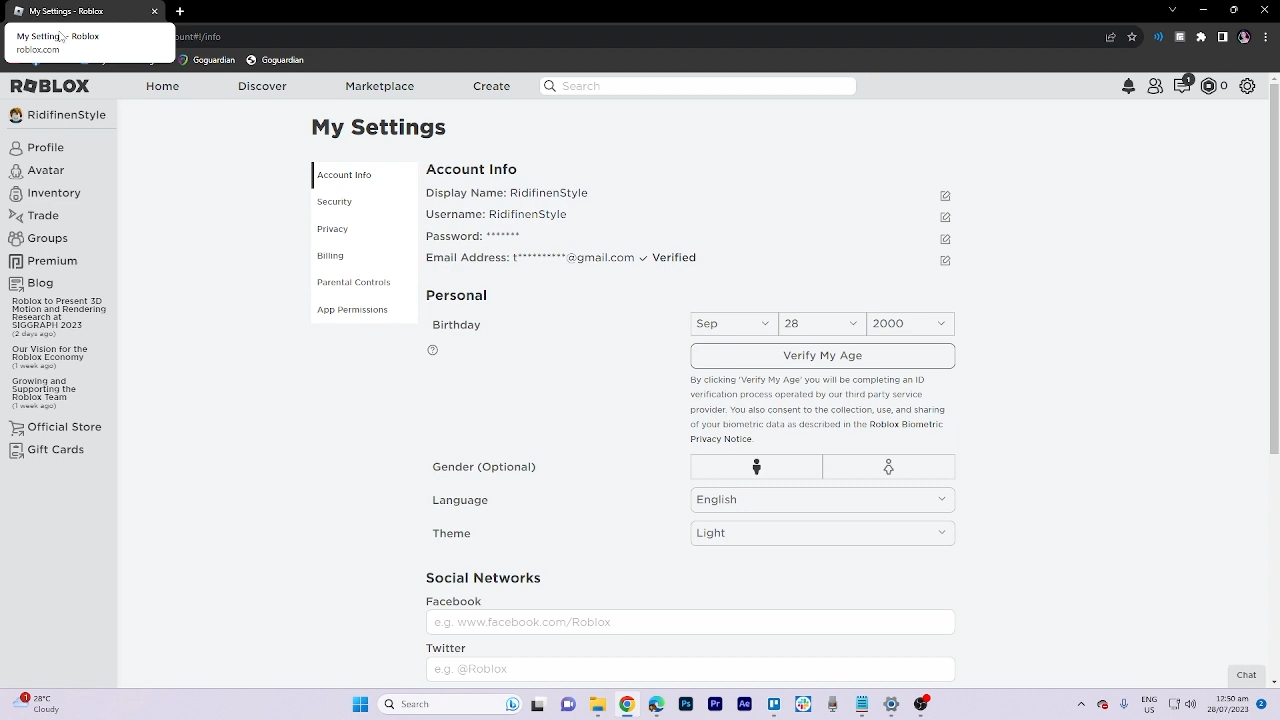 My Settings - Roblox
My Settings - Roblox
roblox.com
ount#!/info
Goguardian
Goguardian
ROBLOX
Home
Discover
Marketplace
Create
Search
1
0
RidifinenStyle
Profile
Avatar
Inventory
Trade
Groups
Premium
Blog
Roblox to Present 3D
Motion and Rendering
Research at
SIGGRAPH 2023
(2 days ago)
Our Vision for the
Roblox Economy
(1 week ago)
Growing and
Supporting the
Roblox Team
(1 week ago)
Official Store
Gift Cards
My Settings
Account Info
Security
Privacy
Billing
Parental Controls
App Permissions
Account Info
Display Name: RidifinenStyle
Username: RidifinenStyle
Password: *******
Email Address: t**********@gmail.com ✓ Verified
Personal
Birthday
Sep
28
2000
Verify My Age
By clicking 'Verify My Age' you will be completing an ID
verification process operated by our third party service
provider. You also consent to the collection, use, and sharing
of your biometric data as described in the Roblox Biometric
Privacy Notice.
Gender (Optional)
Language
English
Theme
Light
Social Networks
Facebook
e.g. www.facebook.com/Roblox
Twitter
e.g. @Roblox
Chat
1
28°C
Cloudy
Search
Pr
Ps
Ae
ENG
US
12:50 am
28/07/2023
2